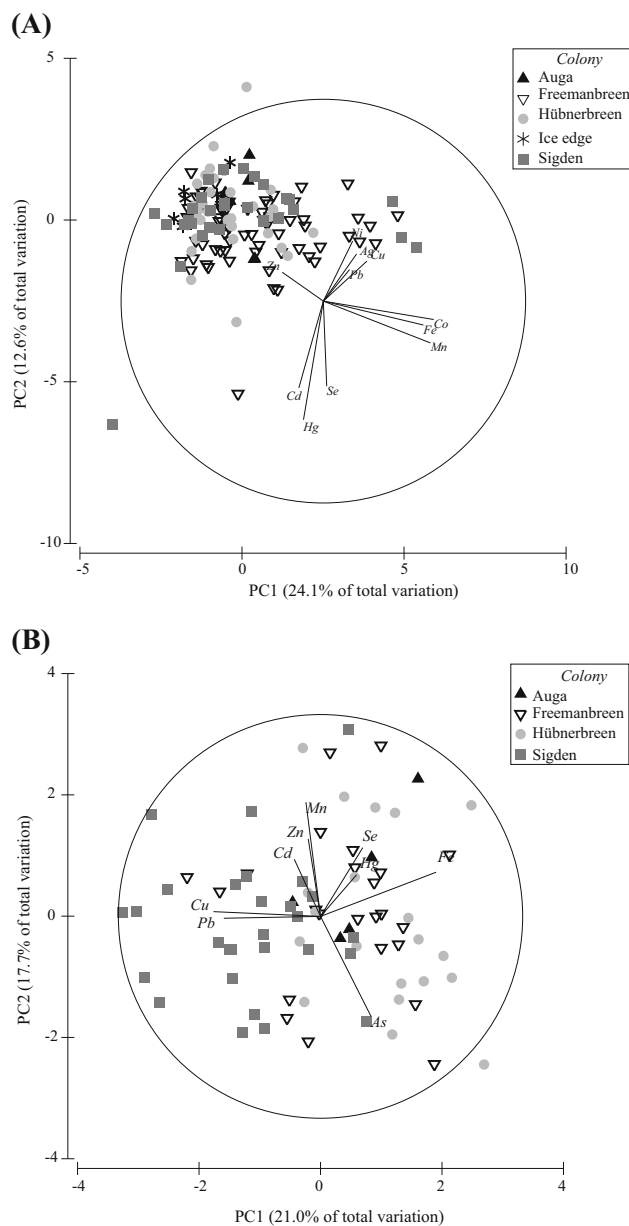 (A)
5
0
-5
-10
-5
0
5
10
PC2 (12.6% of total variation)
PC1 (24.1% of total variation)
Colony
Auga
Freemanbreen
Hübnerbreen
Ice edge
Sigden
Ni
Ag
Cu
Pb
Zn
Co
Fe
Mn
Cd
Se
Hg
(B)
4
2
0
-2
-4
-4
-2
0
2
4
PC2 (17.7% of total variation)
PC1 (21.0% of total variation)
Colony
Auga
Freemanbreen
Hübnerbreen
Sigden
Mn
Zn
Se
Cd
Hg
Cu
Pb
As